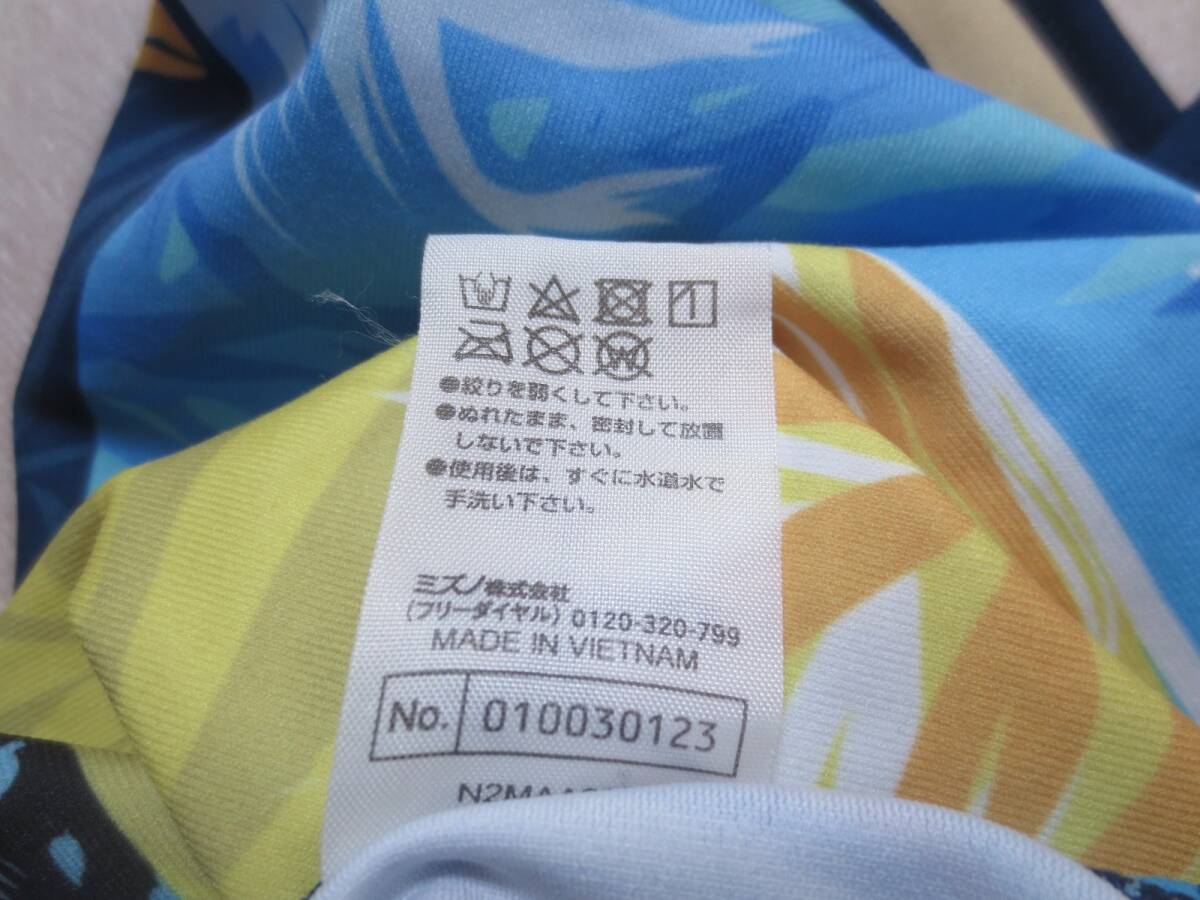 W
●絞りを弱くして下さい。
●ぬれたまま、密封して放置
しないで下さい。
●使用後は、すぐに水道水で
手洗い下さい。
ミズノ株式会社
(フリーダイヤル) 0120-320-799
MADE IN VIETNAM
No. 010030123